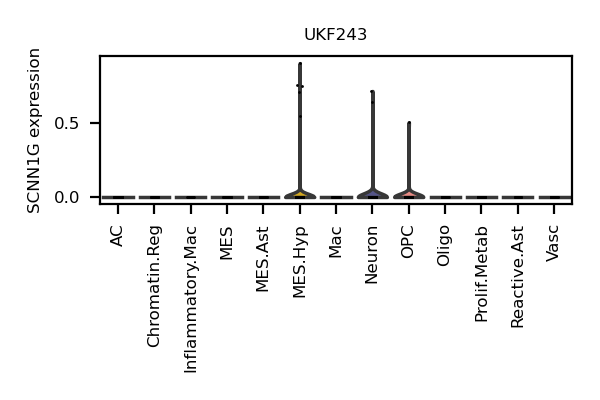 UKF243
SCNN1G expression
0.5
0.0
AC
Chromatin.Reg
Inflammatory.Mac
MES
MES.Ast
MES.Hyp
Mac
Neuron
OPC
Oligo
Prolif.Metab
Reactive.Ast
Vasc